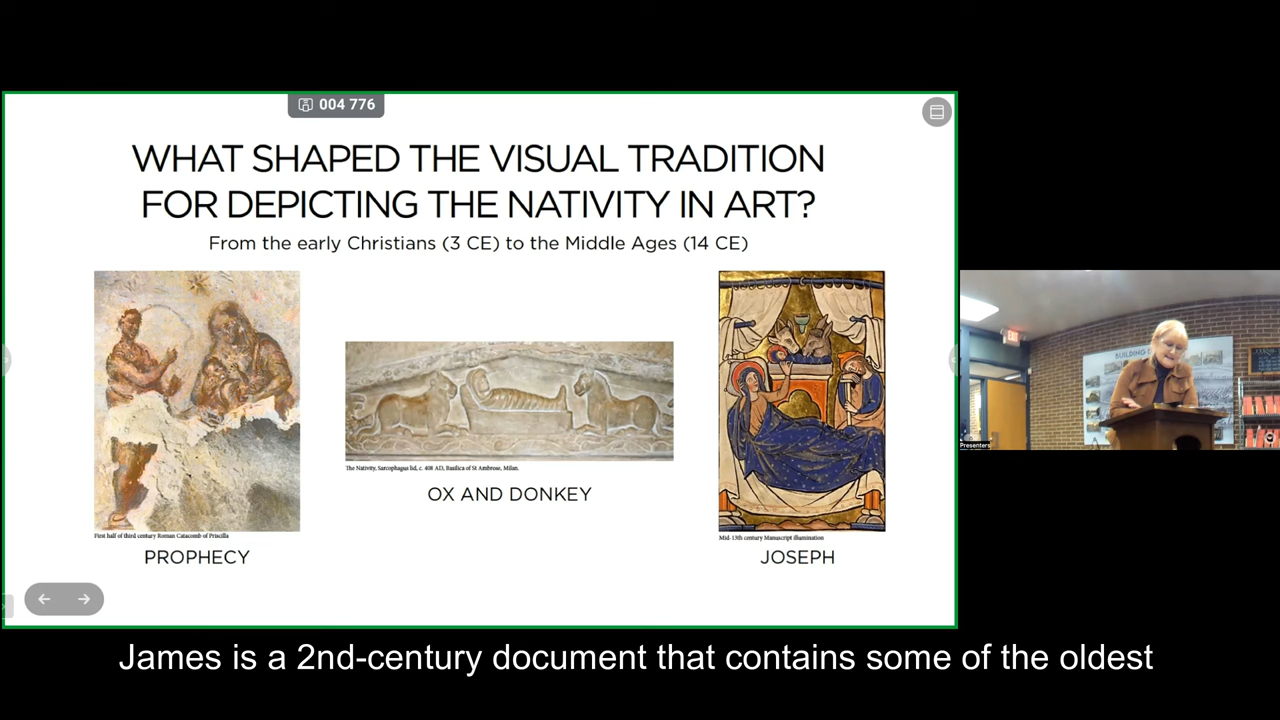 004 776
WHAT SHAPED THE VISUAL TRADITION
FOR DEPICTING THE NATIVITY IN ART?
From the early Christians (3 CE) to the Middle Ages (14 CE)
First half of third century Roman Catacomb of Priscilla
PROPHECY
The Nativity, Sarcophagus lid, c. 408 AD, Basilica of St Ambrose, Milan.
OX AND DONKEY
Mid-13th century Manuscript illumination
JOSEPH
EXIT
BUILDING
Presenters
James is a 2nd-century document that contains some of the oldest